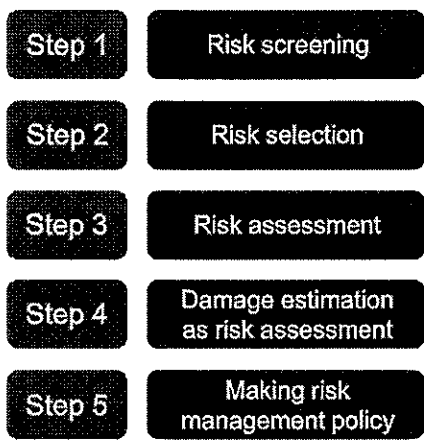 Step 1
Risk screening
Step 2
Risk selection
Step 3
Risk assessment
Step 4
Damage estimation
as risk assessment
Step 5
Making risk
management policy